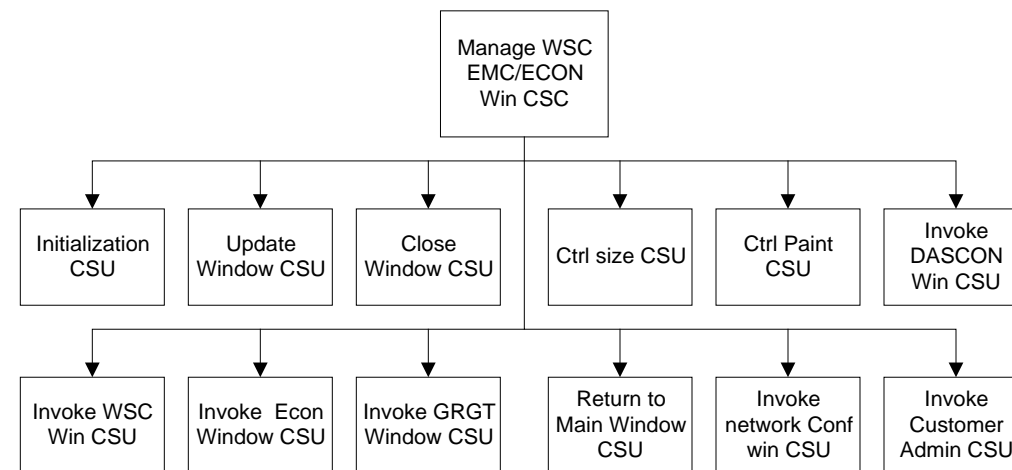 Manage WSC
EMC/ECON
Win CSC
Initialization
CSU
Update
Window CSU
Close
Window CSU
Ctrl size CSU
Ctrl Paint
CSU
Invoke
DASCON
Win CSU
Invoke WSC
Win CSU
Invoke Econ
Window CSU
Invoke GRGT
Window CSU
Return to
Main Window
CSU
Invoke
network Conf
win CSU
Invoke
Customer
Admin CSU